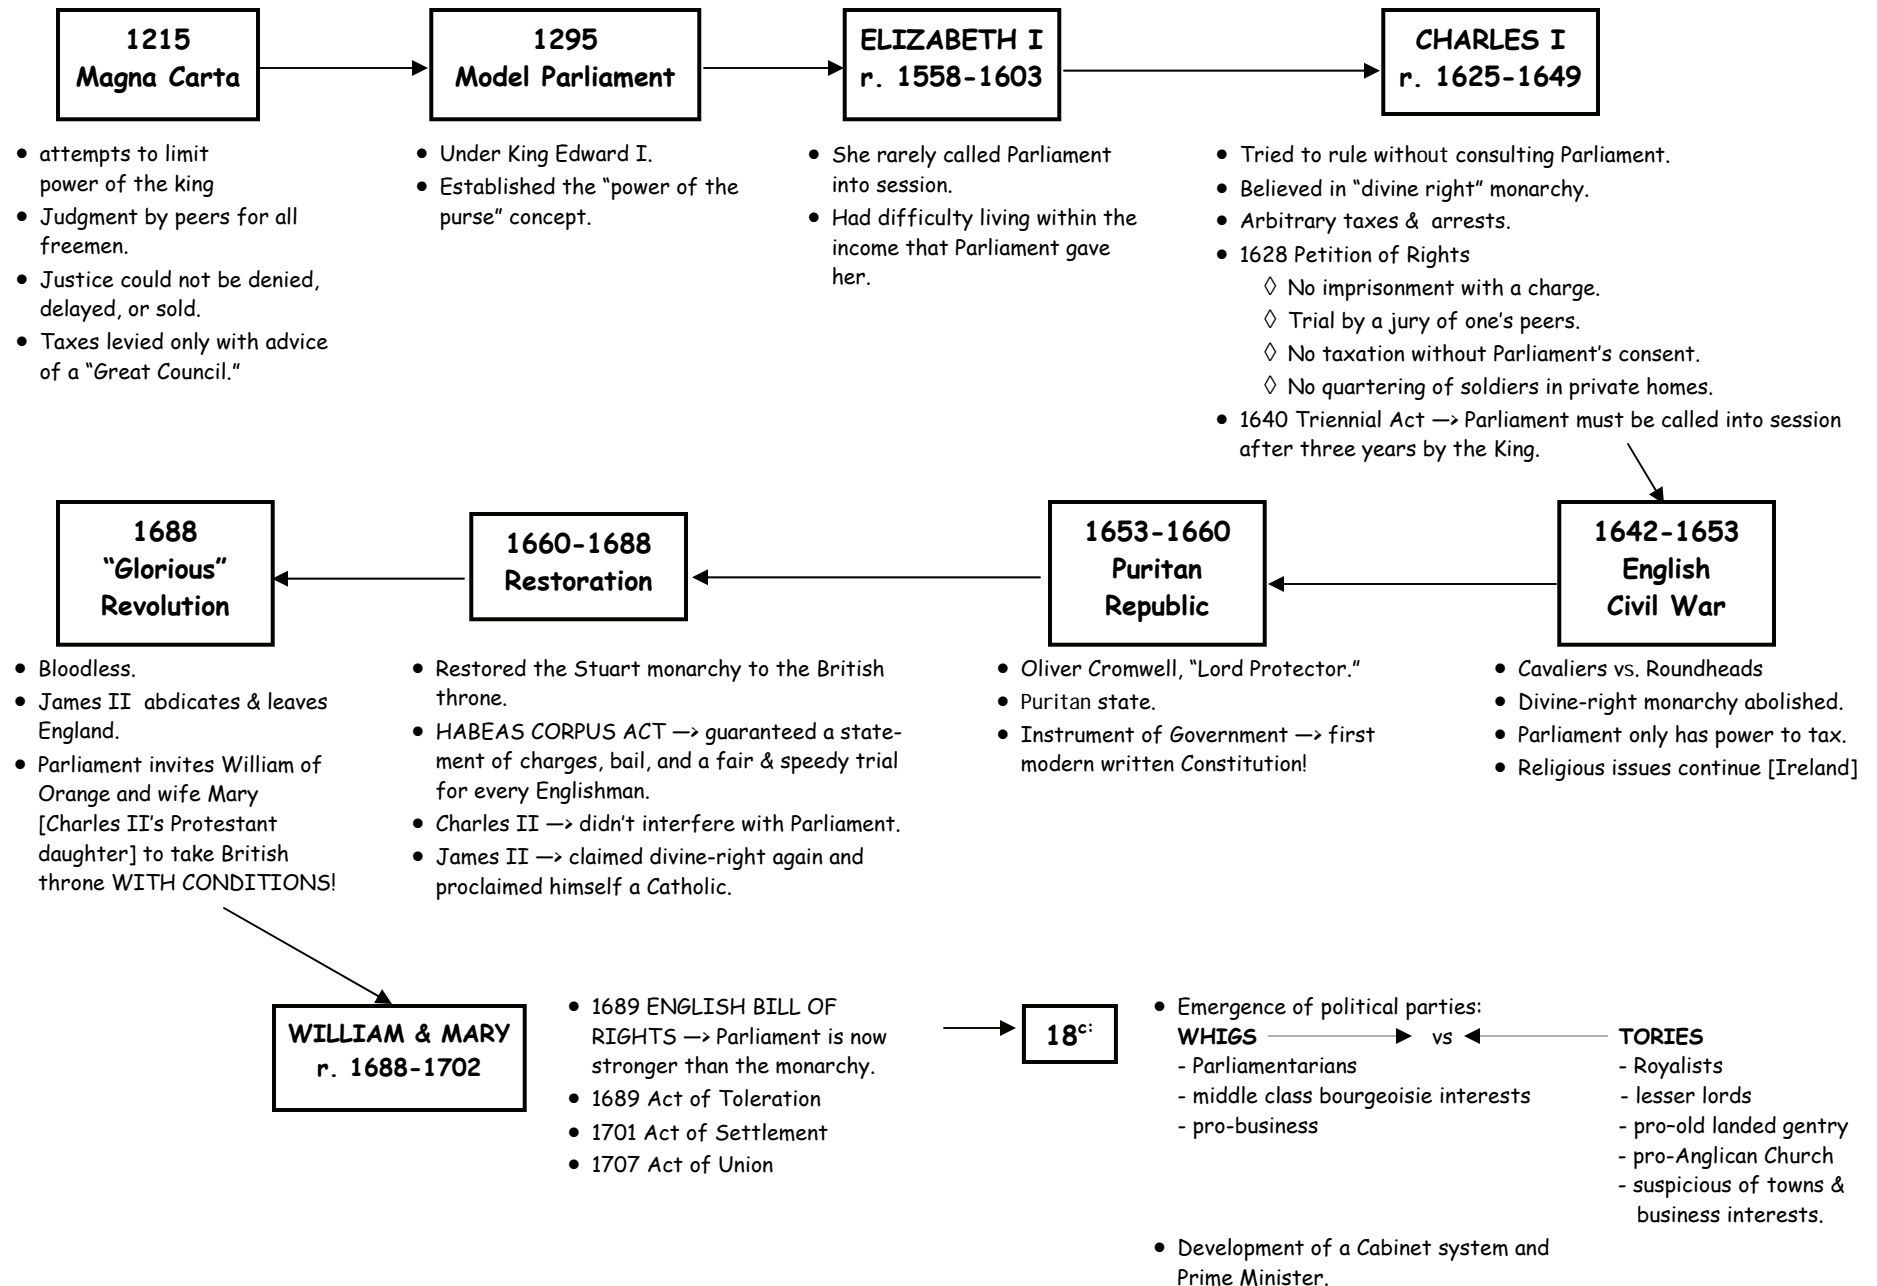 1215
Magna Carta
• attempts to limit
power of the king
• Judgment by peers for all
freemen.
• Justice could not be denied,
delayed, or sold.
• Taxes levied only with advice
of a “Great Council.”
1295
Model Parliament
• Under King Edward I.
• Established the “power of the
purse” concept.
ELIZABETH I
r. 1558-1603
• She rarely called Parliament
into session.
• Had difficulty living within the
income that Parliament gave
her.
CHARLES I
r. 1625-1649
• Tried to rule without consulting Parliament.
• Believed in “divine right” monarchy.
• Arbitrary taxes & arrests.
• 1628 Petition of Rights
◊ No imprisonment with a charge.
◊ Trial by a jury of one’s peers.
◊ No taxation without Parliament’s consent.
◊ No quartering of soldiers in private homes.
• 1640 Triennial Act —> Parliament must be called into session
after three years by the King.
1642-1653
English
Civil War
• Cavaliers vs. Roundheads
• Divine-right monarchy abolished.
• Parliament only has power to tax.
• Religious issues continue [Ireland]
1653-1660
Puritan
Republic
• Oliver Cromwell, “Lord Protector.”
• Puritan state.
• Instrument of Government —> first
modern written Constitution!
1660-1688
Restoration
• Restored the Stuart monarchy to the British
throne.
• HABEAS CORPUS ACT —> guaranteed a state-
ment of charges, bail, and a fair & speedy trial
for every Englishman.
• Charles II —> didn’t interfere with Parliament.
• James II —> claimed divine-right again and
proclaimed himself a Catholic.
1688
“Glorious”
Revolution
• Bloodless.
• James II abdicates & leaves
England.
• Parliament invites William of
Orange and wife Mary
[Charles II’s Protestant
daughter] to take British
throne WITH CONDITIONS!
WILLIAM & MARY
r. 1688-1702
• 1689 ENGLISH BILL OF
RIGHTS —> Parliament is now
stronger than the monarchy.
• 1689 Act of Toleration
• 1701 Act of Settlement
• 1707 Act of Union
18c:
• Emergence of political parties:
WHIGS vs TORIES
- Parliamentarians
- middle class bourgeoisie interests
- pro-business
- Royalists
- lesser lords
- pro-old landed gentry
- pro-Anglican Church
- suspicious of towns &
business interests.
• Development of a Cabinet system and
Prime Minister.